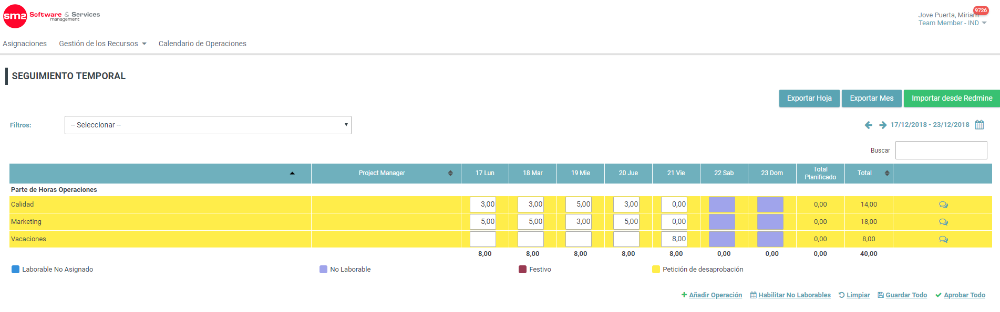 sm2 Software & Services
management
9726
Jove Puerta, Miriam
Team Member - IND
Asignaciones Gestión de los Recursos Calendario de Operaciones
SEGUIMIENTO TEMPORAL
Exportar Hoja Exportar Mes Importar desde Redmine
Filtros: -- Seleccionar -- 17/12/2018 - 23/12/2018
Buscar
Project Manager 17 Lun 18 Mar 19 Mie 20 Jue 21 Vie 22 Sab 23 Dom Total Planificado Total
Parte de Horas Operaciones
Calidad 3,00 3,00 5,00 3,00 0,00 0,00 14,00
Marketing 5,00 5,00 3,00 5,00 0,00 0,00 18,00
Vacaciones 8,00 0,00 8,00
8,00 8,00 8,00 8,00 8,00 0,00 0,00 0,00 40,00
Laborable No Asignado No Laborable Festivo Petición de desaprobación
Añadir Operación Habilitar No Laborables Limpiar Guardar Todo Aprobar Todo